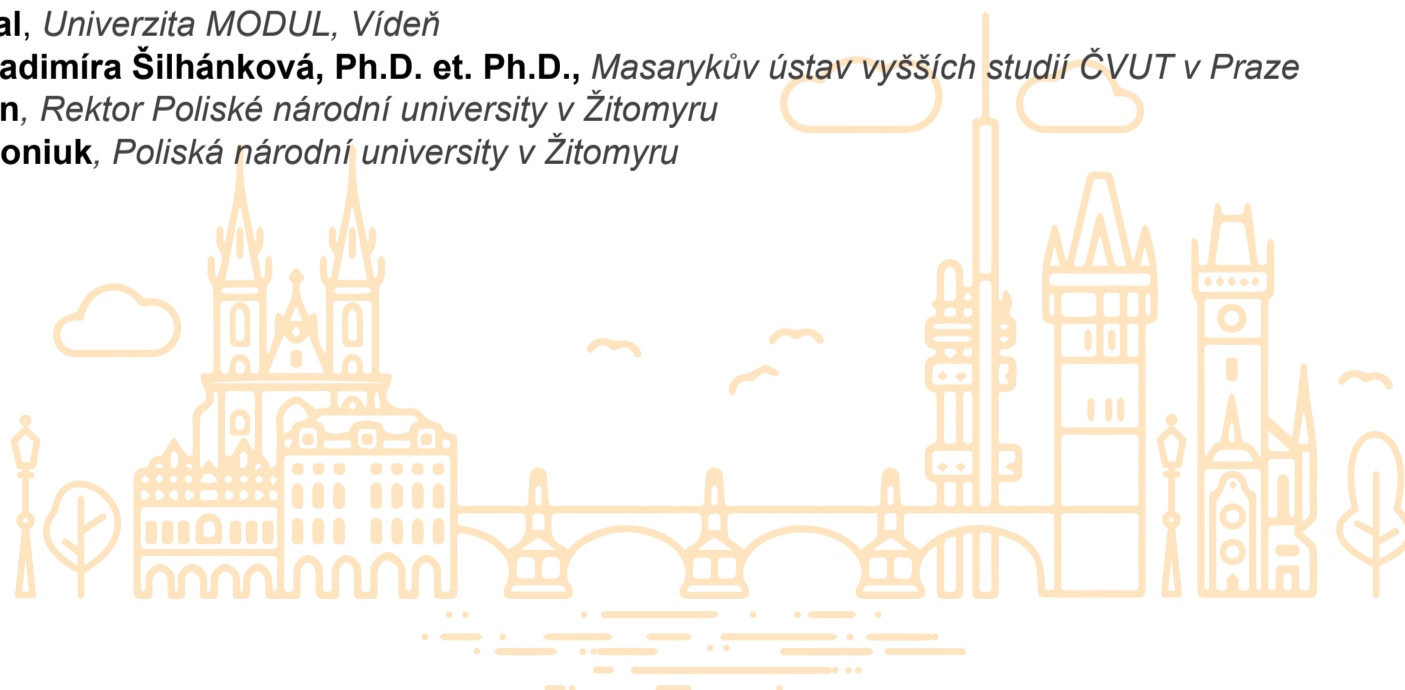 al, Univerzita MODUL, Vídeň
adimíra Šilhánková, Ph.D. et. Ph.D., Masarykův ústav vyšších studií ČVUT v Praze
n, Rektor Poliské národní university v Žitomyru
oniuk, Poliská národní university v Žitomyru